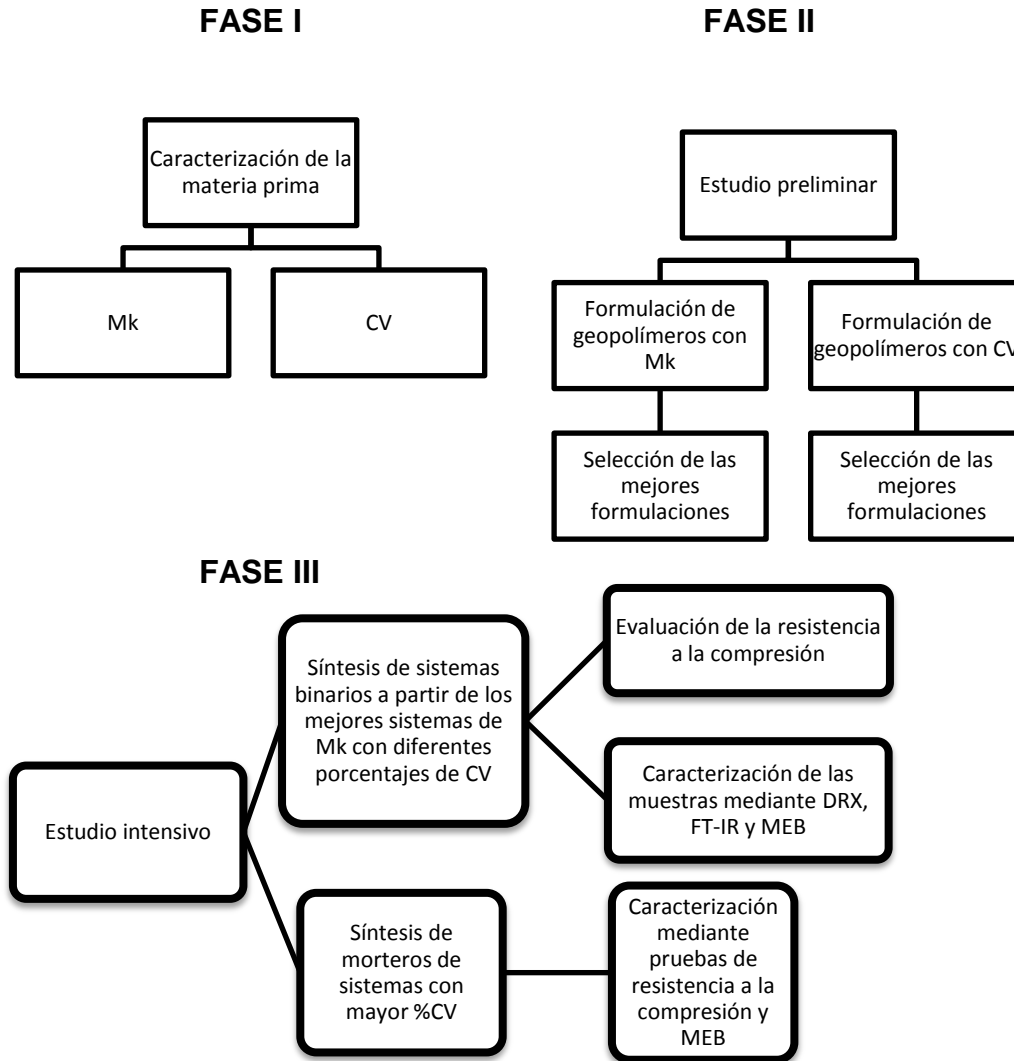 FASE I
Caracterización de la
materia prima
Mk
CV
FASE II
Estudio preliminar
Formulación de
geopolímeros con
Mk
Formulación de
geopolímeros con CV
Selección de las
mejores
formulaciones
Selección de las
mejores
formulaciones
FASE III
Estudio intensivo
Síntesis de sistemas
binarios a partir de los
mejores sistemas de
Mk con diferentes
porcentajes de CV
Evaluación de la resistencia
a la compresión
Caracterización de las
muestras mediante DRX,
FT-IR y MEB
Síntesis de
morteros de
sistemas con
mayor %CV
Caracterización
mediante
pruebas de
resistencia a la
compresión y
MEB